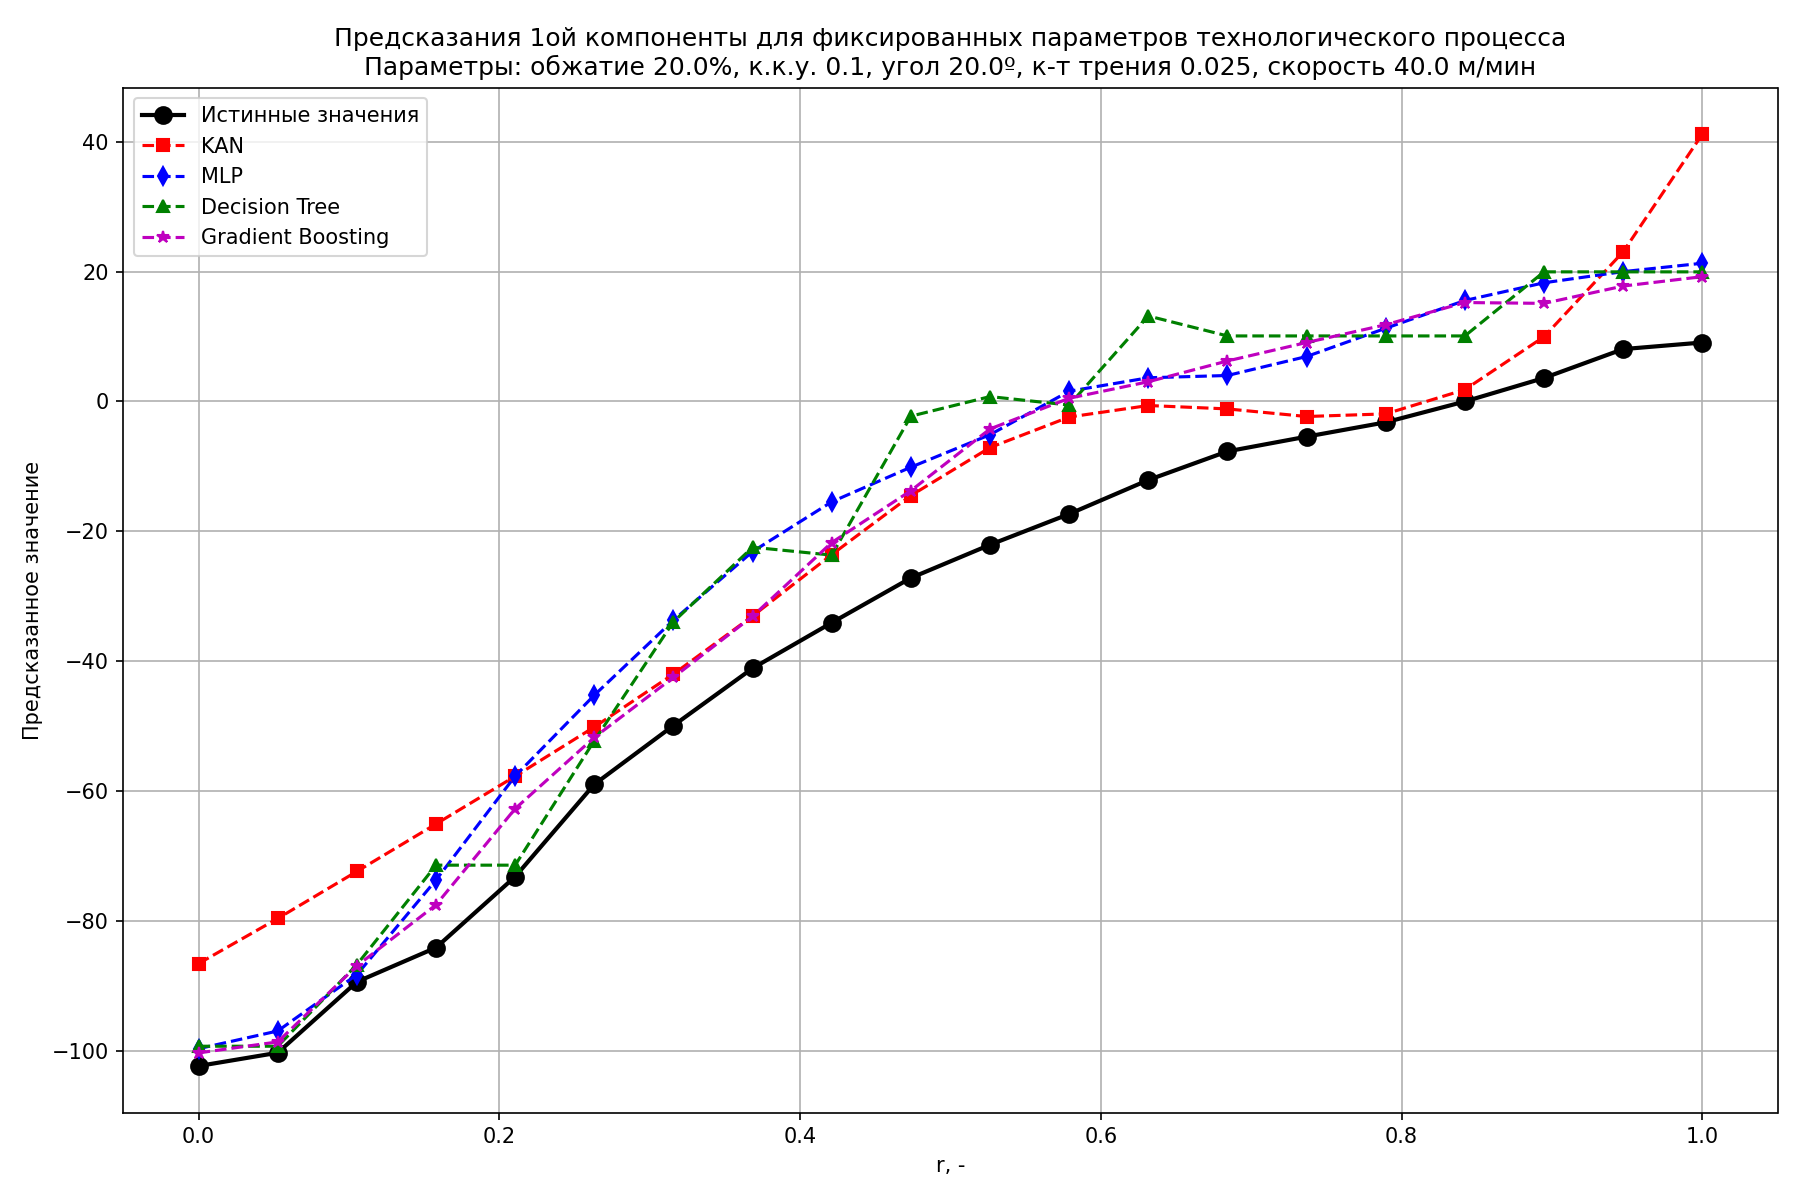 Предсказания 1ой компоненты для фиксированных параметров технологического процесса
Параметры: обжатие 20.0%, к.к.у. 0.1, угол 20.0º, к-т трения 0.025, скорость 40.0 м/мин
Истинные значения
KAN
MLP
Decision Tree
Gradient Boosting
Предсказанное значение
40
20
0
−20
−40
−60
−80
−100
0.0
0.2
0.4
0.6
0.8
1.0
r, -